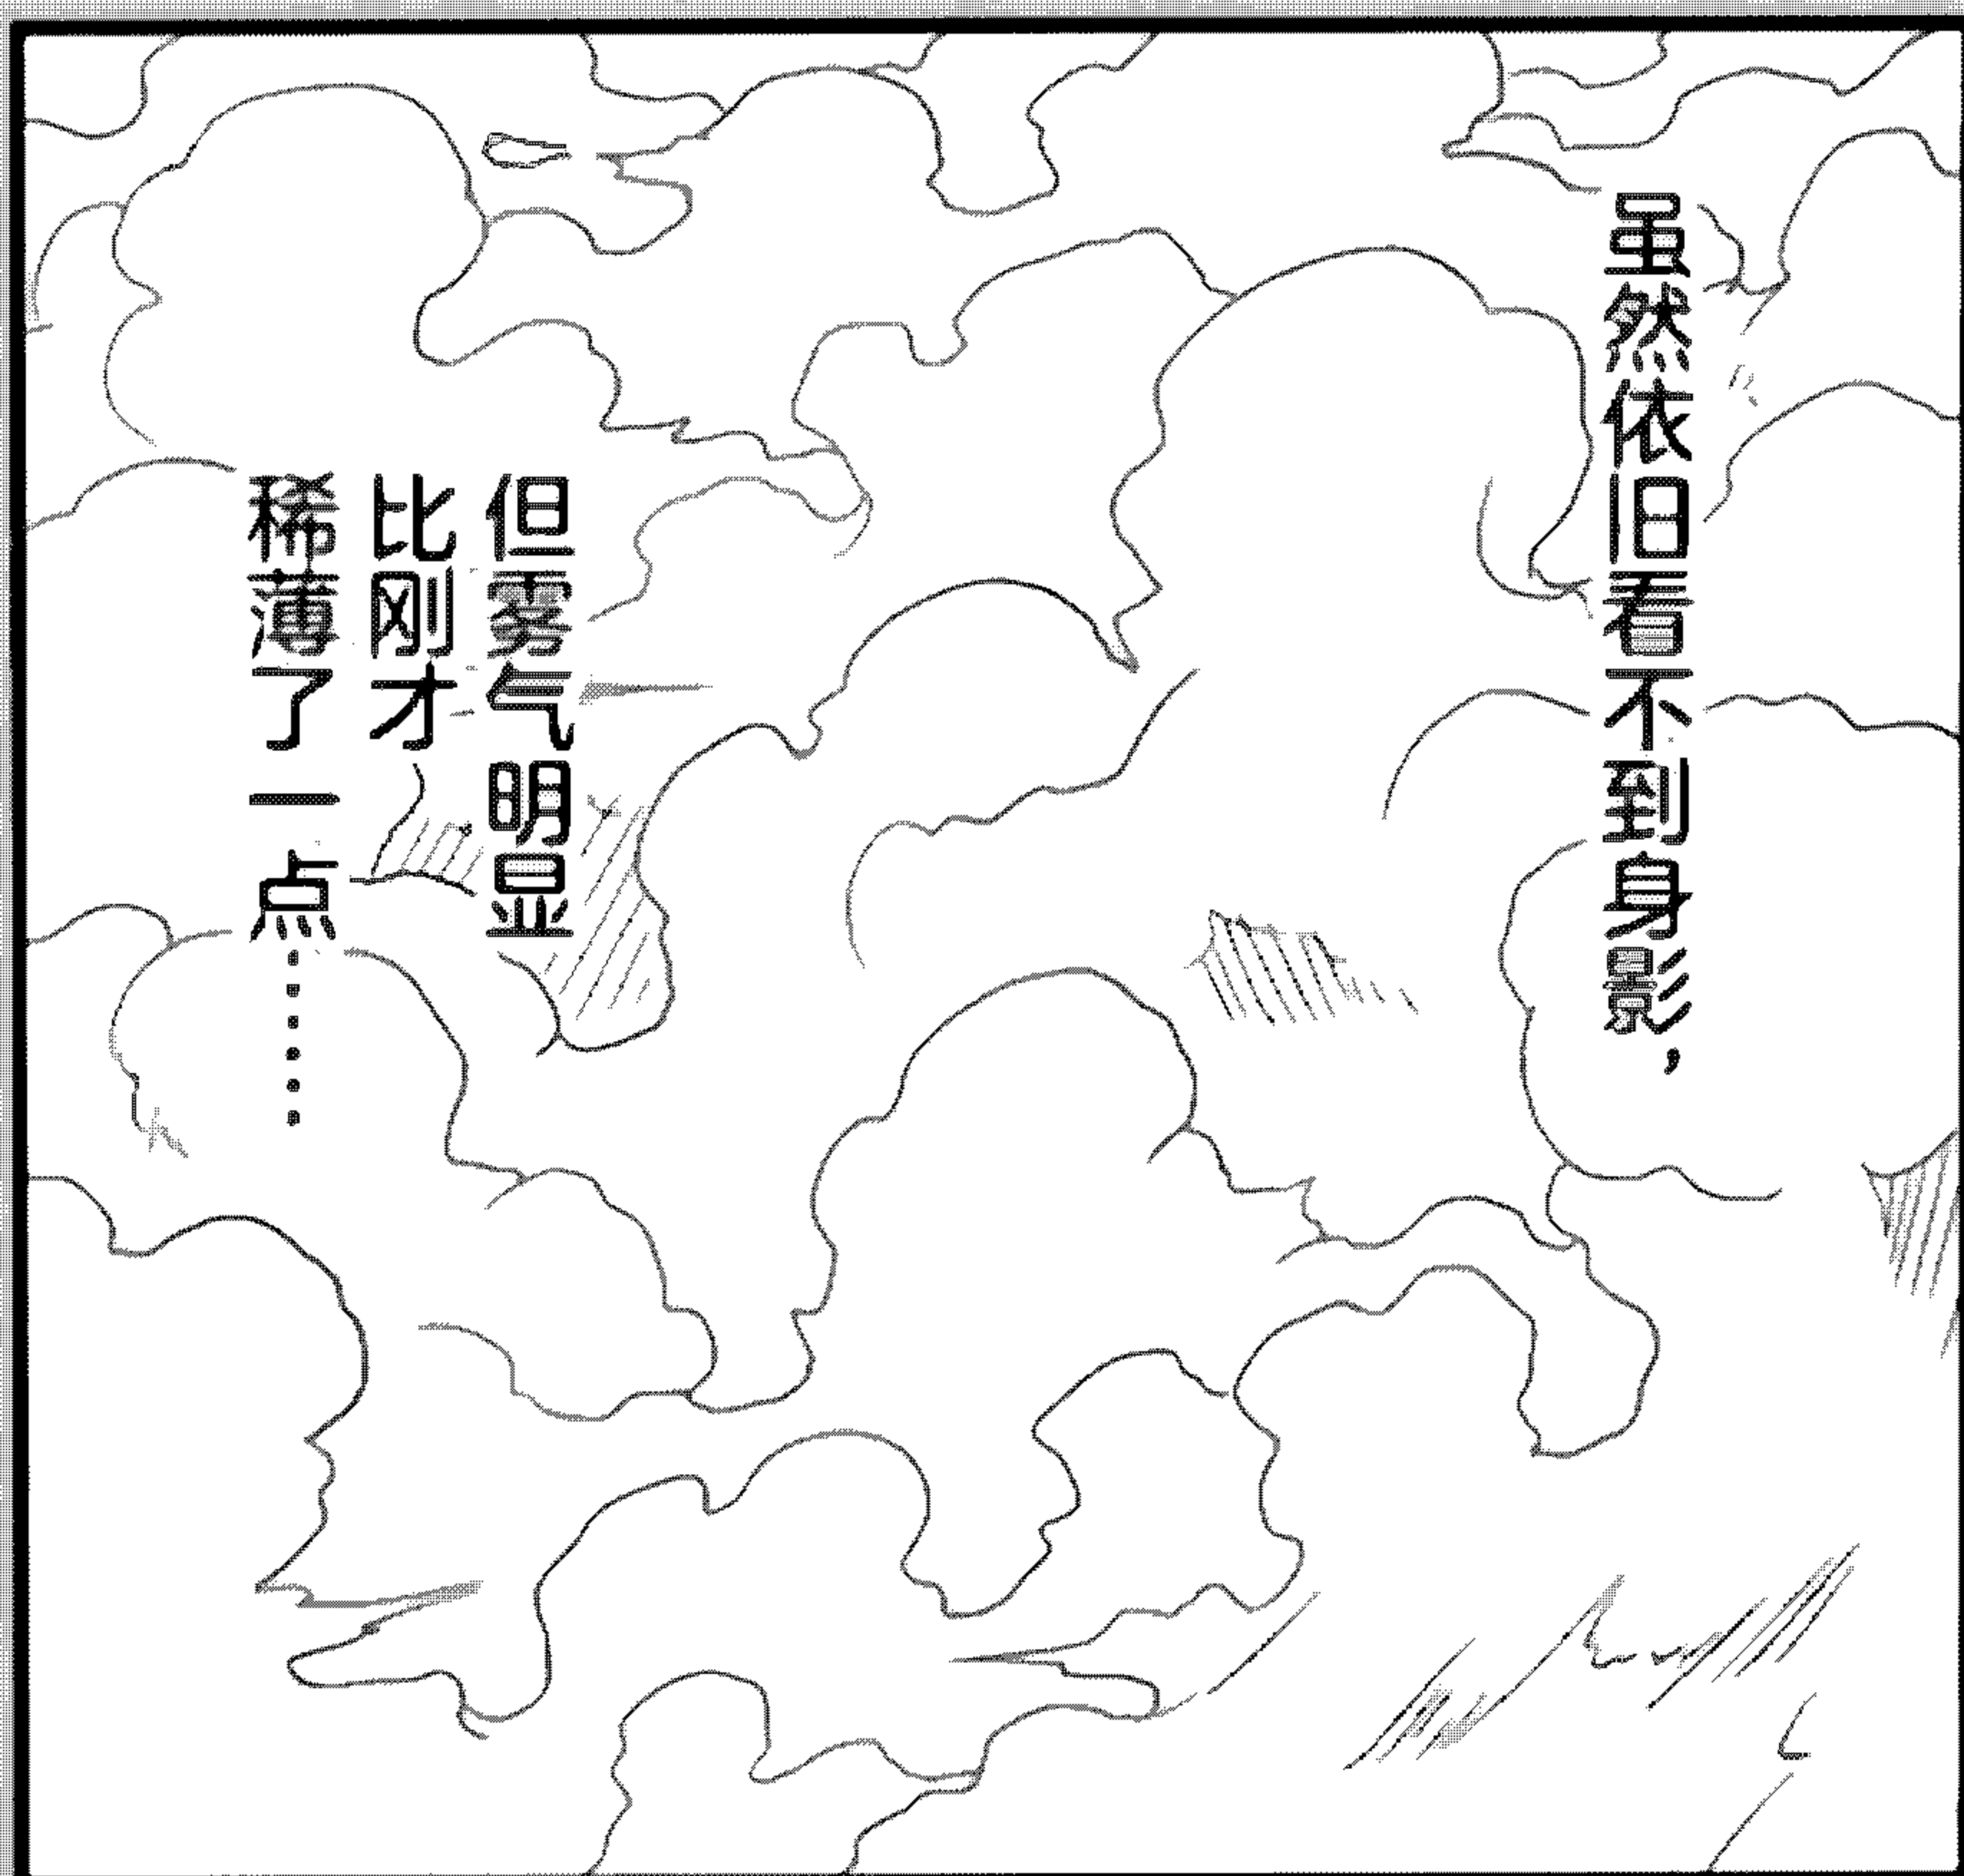 虽然依旧看不到身影，
但雾气明显
比刚才
稀薄了一点……